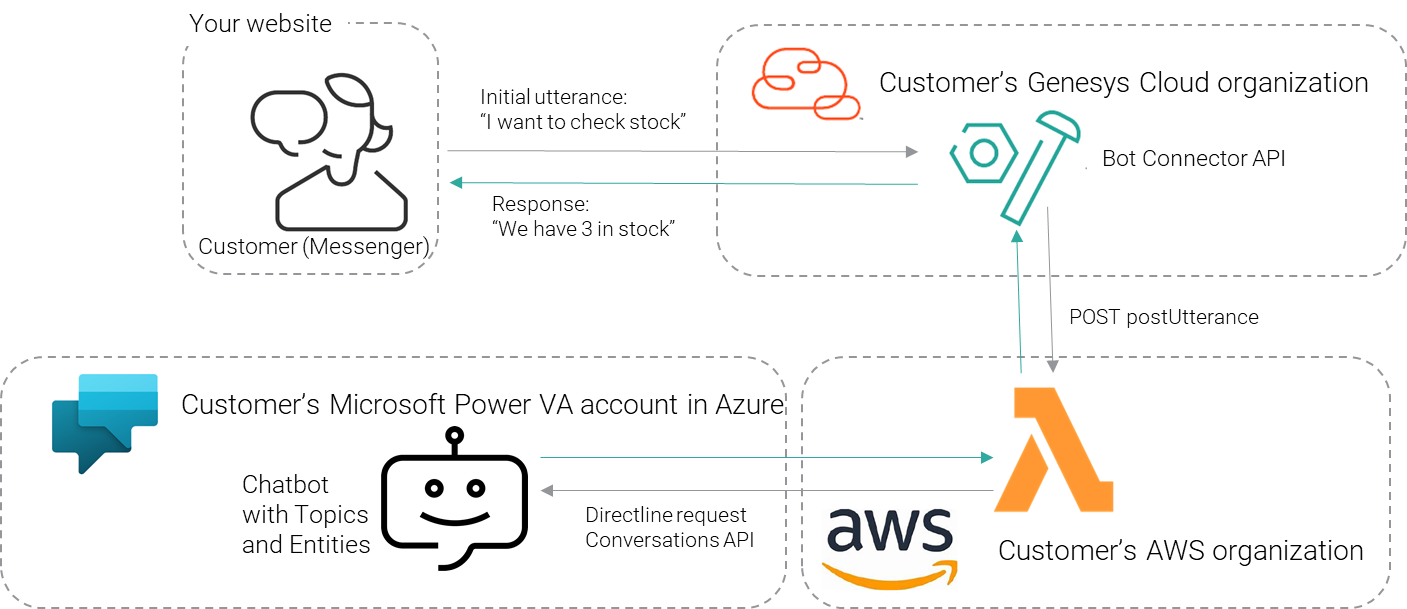 Your website
Initial utterance:
“I want to check stock”
Response:
“We have 3 in stock”
Customer (Messenger)
Customer’s Genesys Cloud organization
Bot Connector API
POST postUtterance
Customer’s Microsoft Power VA account in Azure
Chatbot
with Topics
and Entities
Directline request
Conversations API
aws
Customer’s AWS organization